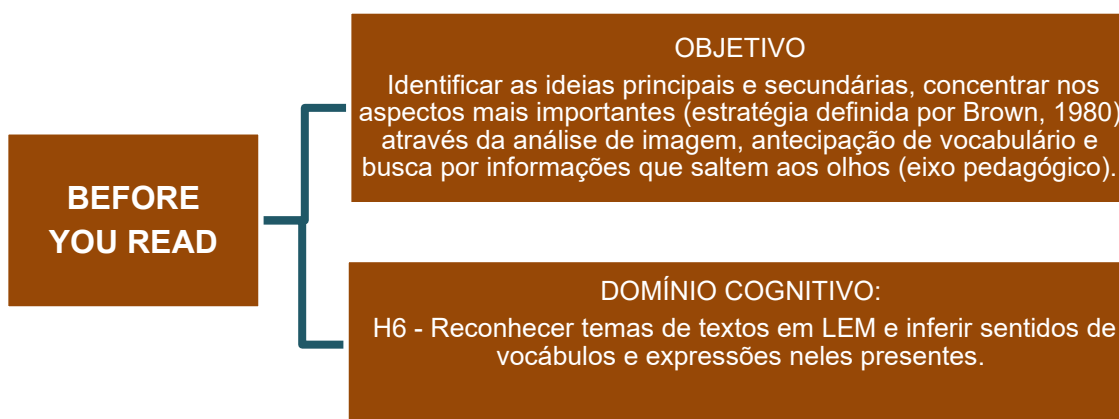 BEFORE
YOU READ
OBJETIVO
Identificar as ideias principais e secundárias, concentrar nos
aspectos mais importantes (estratégia definida por Brown, 1980)
através da análise de imagem, antecipação de vocabulário e
busca por informações que saltem aos olhos (eixo pedagógico).
DOMÍNIO COGNITIVO:
H6 - Reconhecer temas de textos em LEM e inferir sentidos de
vocábulos e expressões neles presentes.